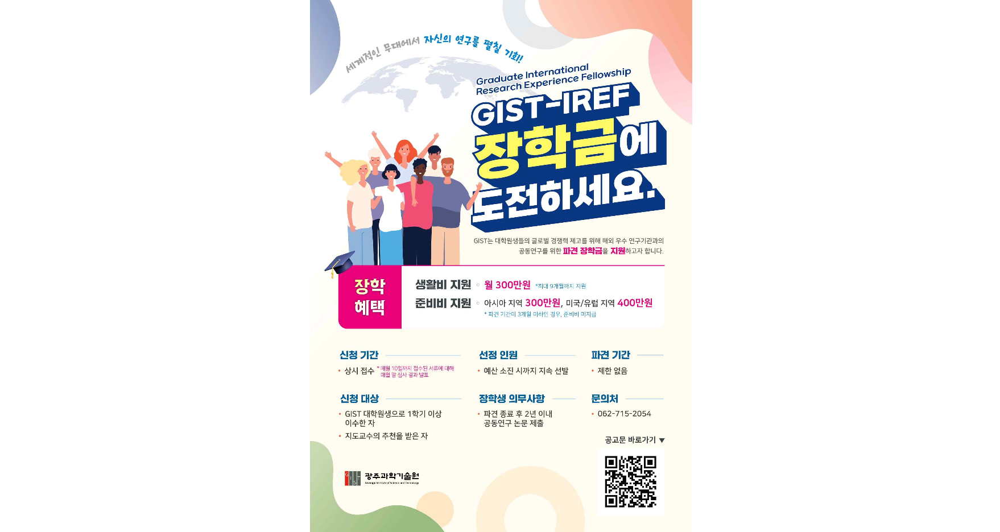 세계적인 무대에서 자신의 연구를 펼칠 기회!
Graduate International
Research Experience Fellowship
GIST-IREF
장학금에
도전하세요.
GIST는 대학원생들의 글로벌 경쟁력 제고를 위해 해외 우수 연구기관과의
공동연구를 위한 파견 장학금을 지원하고자 합니다.
장학
혜택
생활비 지원 ◦ 월 300만원 *최대 9개월까지 지원
준비비 지원 ◦ 아시아 지역 300만원, 미국/유럽 지역 400만원
* 파견 기간이 3개월 이하인 경우, 준비비 미지급
신청 기간
• 상시 접수 * 매월 10일까지 접수된 서류에 대해
매월 말 심사 결과 발표
선정 인원
• 예산 소진 시까지 지속 선발
파견 기간
• 제한 없음
신청 대상
• GIST 대학원생으로 1학기 이상
이수한 자
• 지도교수의 추천을 받은 자
장학생 의무사항
• 파견 종료 후 2년 이내
공동연구 논문 제출
문의처
• 062-715-2054
공고문 바로가기 ▼
GIST 광주과학기술원
Gwangju Institute of Science and Technology